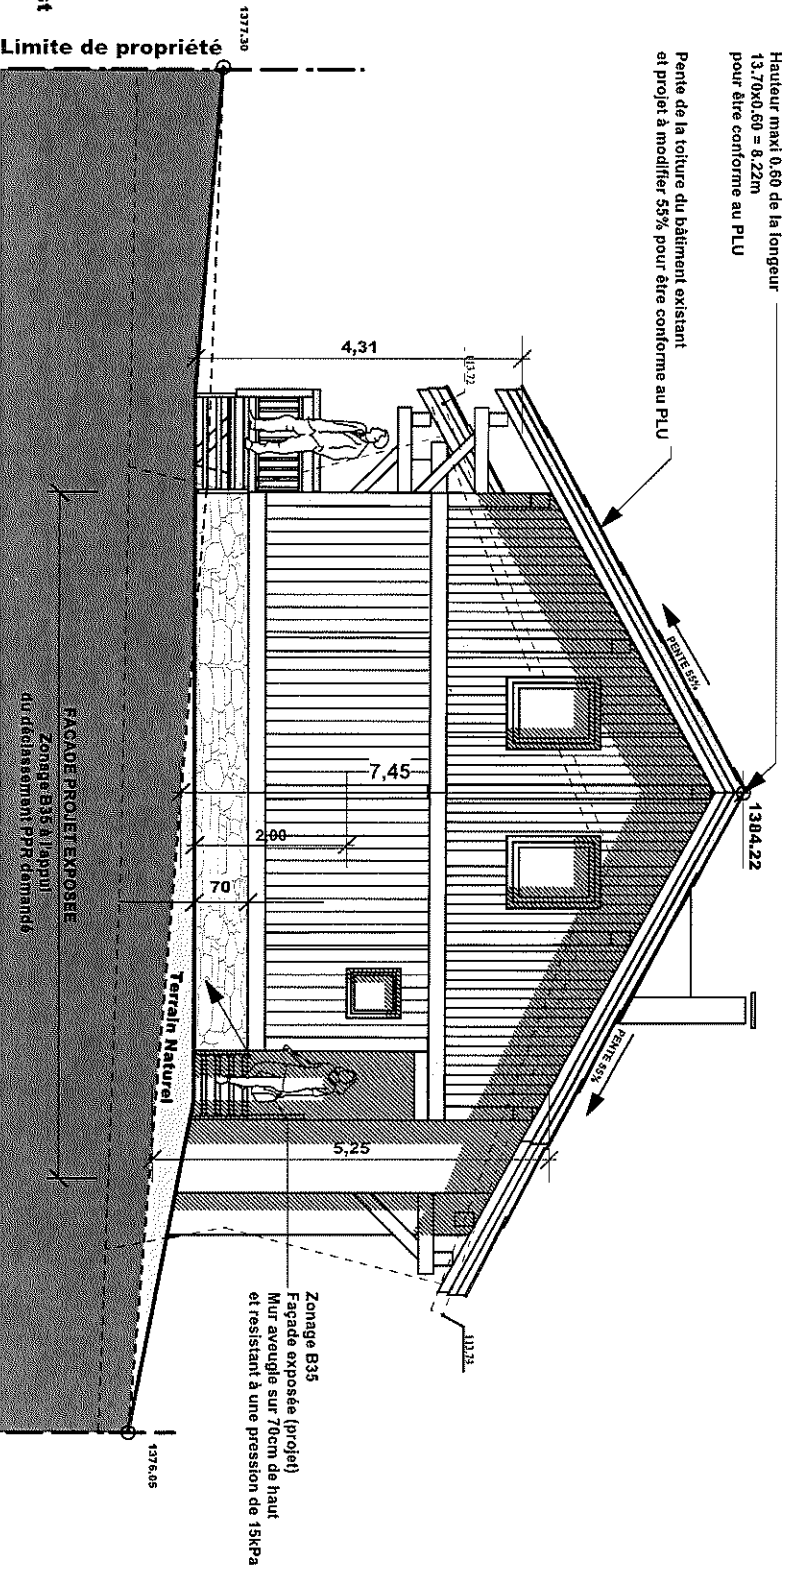 Hauteur maxi 0.60 de la longeur
13.70x0.60 = 8.22m
pour être conforme au PLU
Pente de la toiture du bâtiment existant
et projet à modifier 55% pour être conforme au PLU
1377.30
Limite de propriété
4,31
PENTE 55%
1384.22
7,45
2,00
70
PENTE 55%
5,25
Terrain Naturel
FACADE PROJET EXPOSEE
Zonage B35 à l'appui
du déclassement PPR demandé
Zonage B35
Façade exposée (projet)
Mur aveugle sur 70cm de haut
et resistant à une pression de 15kPa
1376.05